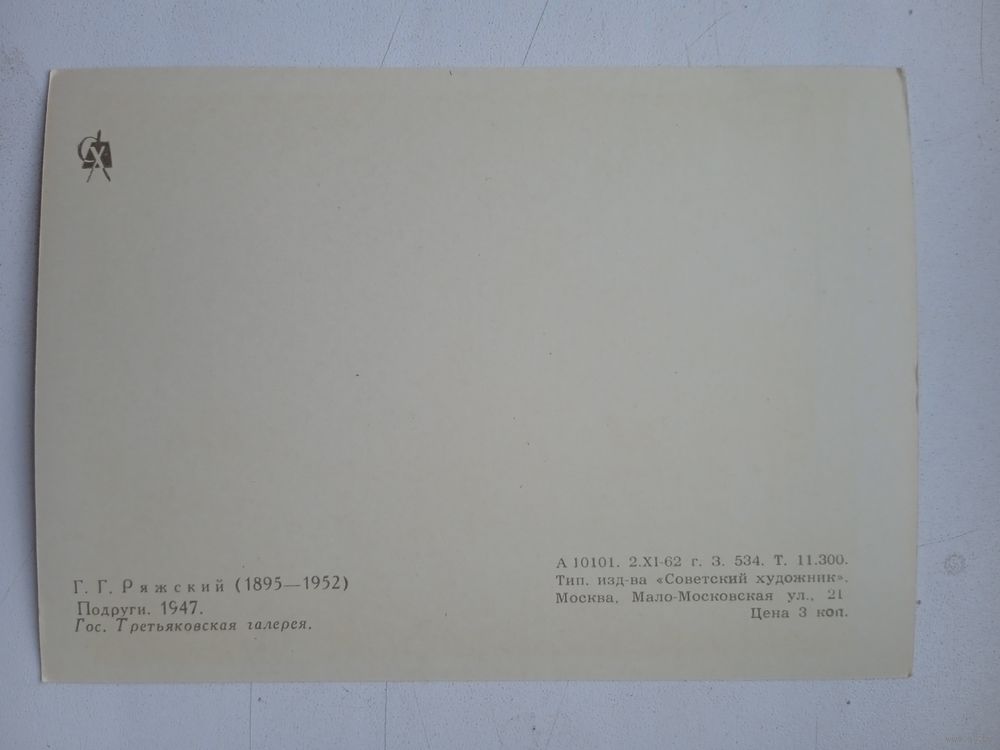 СХ
Г. Г. Ряжский (1895—1952)
Подруги. 1947.
Гос. Третьяковская галерея.
А 10101. 2.XI-62 г. З. 534. Т. 11.300.
Тип. изд-ва «Советский художник».
Москва, Мало-Московская ул., 21
Цена 3 коп.